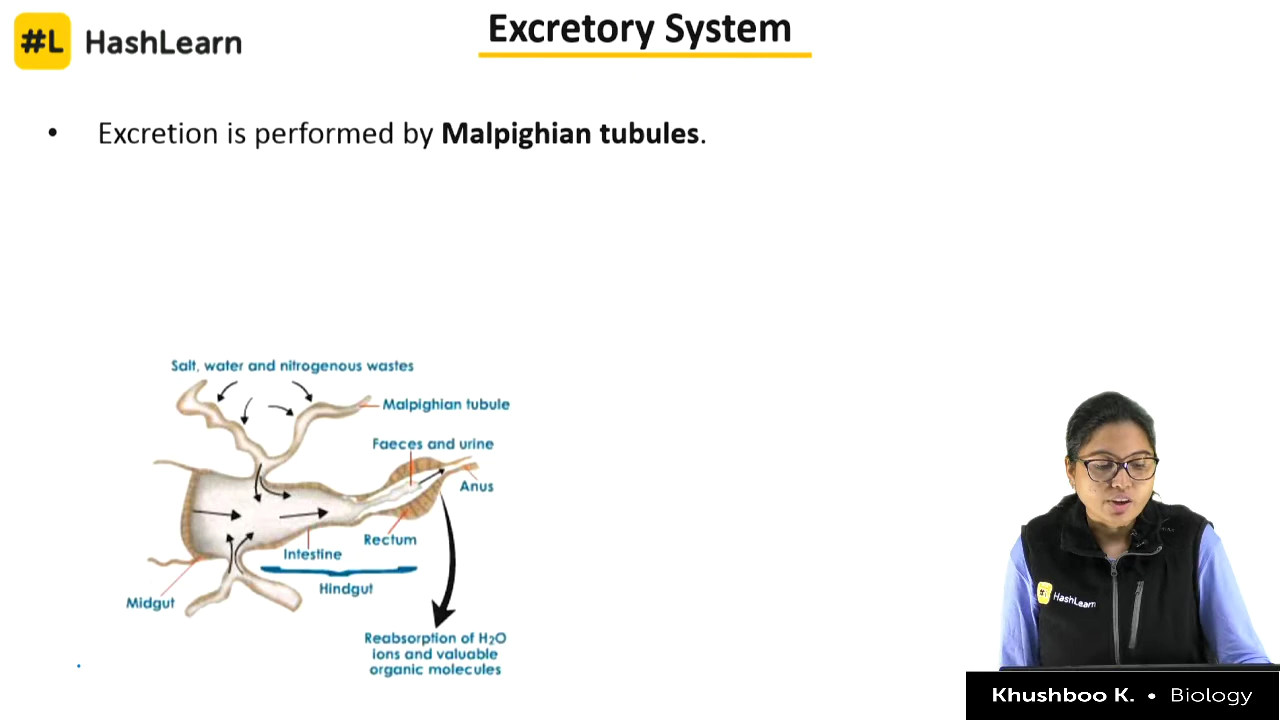 #L HashLearn
Excretory System
• Excretion is performed by Malpighian tubules.
Salt, water and nitrogenous wastes
Malpighian tubule
Faeces and urine
Anus
Rectum
Intestine
Hindgut
Midgut
Reabsorption of H₂O
ions and valuable
organic molecules
#L HashLearn
Khushboo K. • Biology